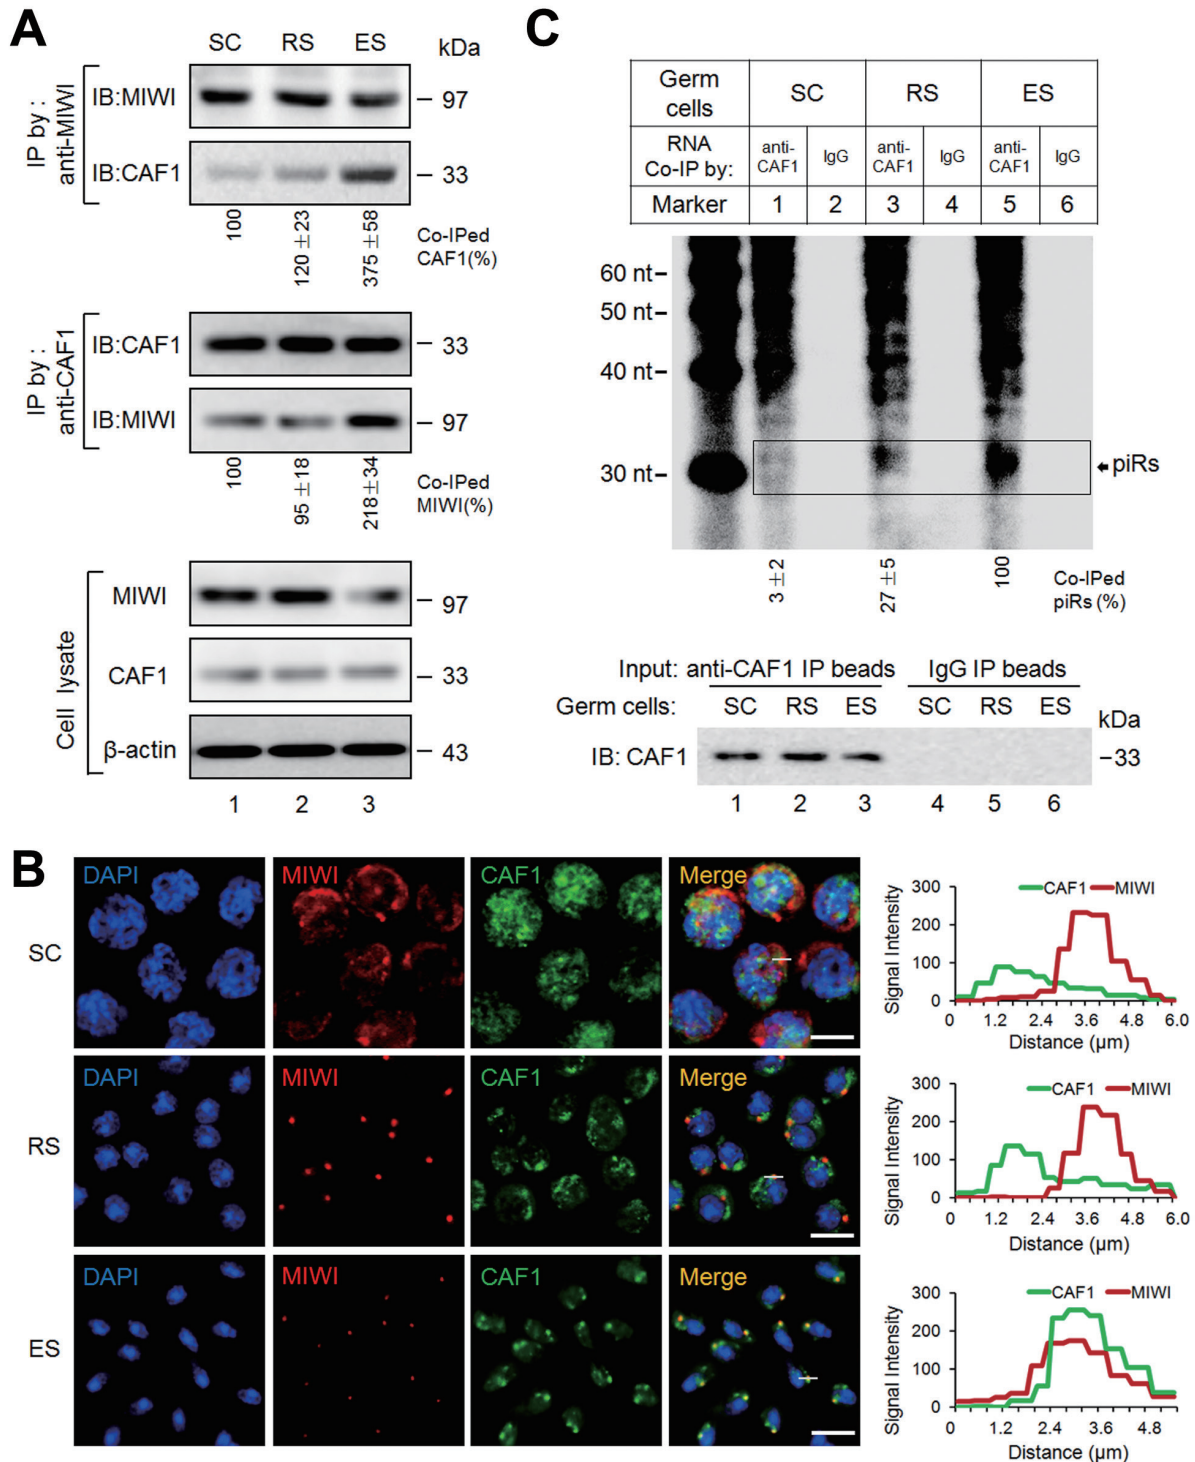 A
SC RS ES kDa
IP by :
anti-MIWI
IB:MIWI – 97
IB:CAF1 – 33
100 120±23 375±58
Co-IPed
CAF1(%)
IP by :
anti-CAF1
IB:CAF1 – 33
IB:MIWI – 97
100 95±18 218±34
Co-IPed
MIWI(%)
Cell lysate
MIWI – 97
CAF1 – 33
β-actin – 43
1 2 3
C
Germ
cells
SC RS ES
RNA
Co-IP by:
anti-
CAF1
IgG
anti-
CAF1
IgG
anti-
CAF1
IgG
Marker 1 2 3 4 5 6
60 nt–
50 nt–
40 nt–
30 nt–
piRs
3±2 27±5 100
Co-IPed
piRs (%)
Input: anti-CAF1 IP beads IgG IP beads
Germ cells: SC RS ES SC RS ES kDa
IB: CAF1 –33
1 2 3 4 5 6
B
SC
DAPI MIWI CAF1 Merge
Signal Intensity
CAF1 MIWI
300
200
100
0
0 1.2 2.4 3.6 4.8 6.0
Distance (μm)
RS
DAPI MIWI CAF1 Merge
Signal Intensity
CAF1 MIWI
300
200
100
0
0 1.2 2.4 3.6 4.8 6.0
Distance (μm)
ES
DAPI MIWI CAF1 Merge
Signal Intensity
CAF1 MIWI
300
200
100
0
0 1.2 2.4 3.6 4.8 6.0
Distance (μm)